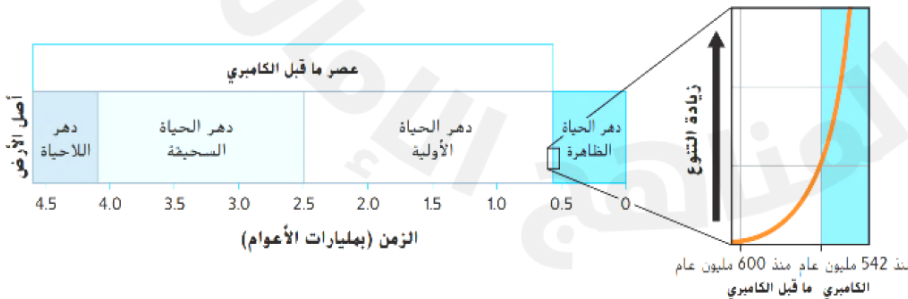 عصر ما قبل الكامبري
أصل الأرض
دهر
اللاحياة
دهر الحياة
السحيقة
دهر الحياة
الأولية
دهر الحياة
الظاهرة
4.5 4.0 3.5 3.0 2.5 2.0 1.5 1.0 0.5 0
الزمن (بمليارات الأعوام)
زيادة التنوع
منذ 600 مليون عام
ما قبل الكامبري
منذ 542 مليون عام
الكامبري